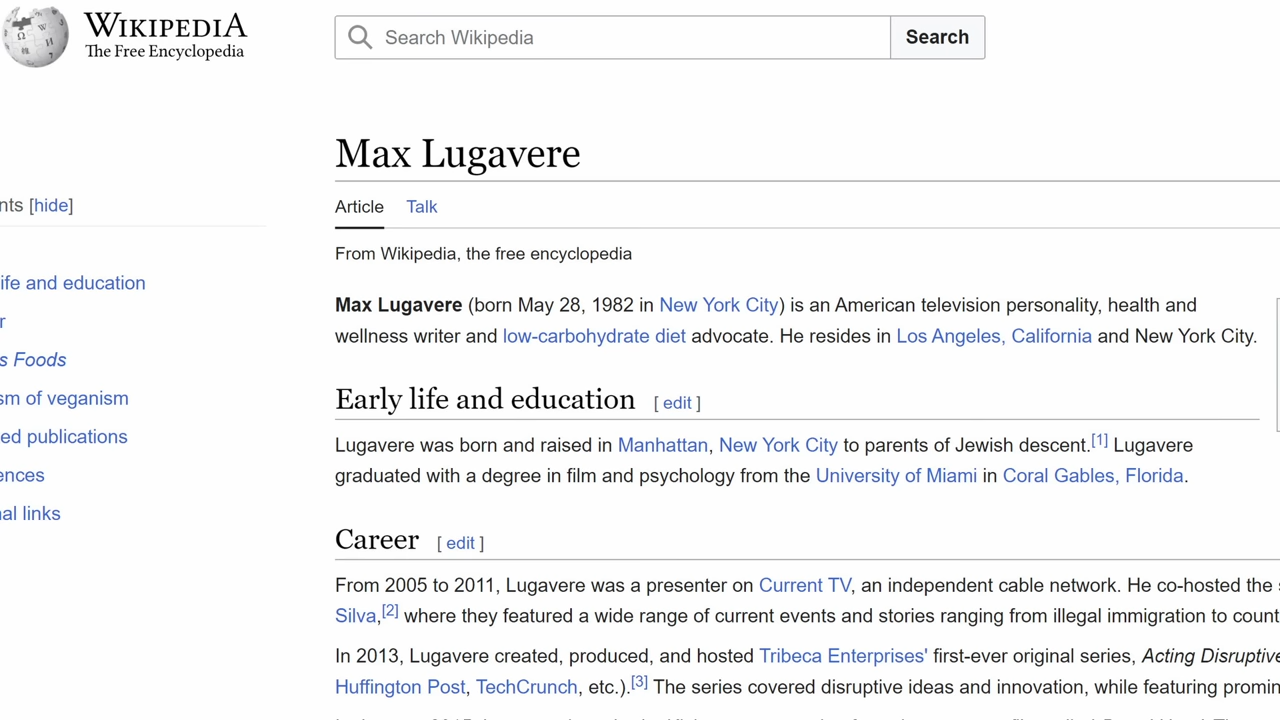 WIKIPEDIA
The Free Encyclopedia
Search Wikipedia
Search
Max Lugavere
nts [hide]
ife and education
r
s Foods
sm of veganism
ed publications
ences
al links
Article Talk
From Wikipedia, the free encyclopedia
Max Lugavere (born May 28, 1982 in New York City) is an American television personality, health and
wellness writer and low-carbohydrate diet advocate. He resides in Los Angeles, California and New York City.
Early life and education [ edit ]
Lugavere was born and raised in Manhattan, New York City to parents of Jewish descent.[1] Lugavere
graduated with a degree in film and psychology from the University of Miami in Coral Gables, Florida.
Career [ edit ]
From 2005 to 2011, Lugavere was a presenter on Current TV, an independent cable network. He co-hosted the s
Silva,[2] where they featured a wide range of current events and stories ranging from illegal immigration to count
In 2013, Lugavere created, produced, and hosted Tribeca Enterprises' first-ever original series, Acting Disruptive
Huffington Post, TechCrunch, etc.).[3] The series covered disruptive ideas and innovation, while featuring promin